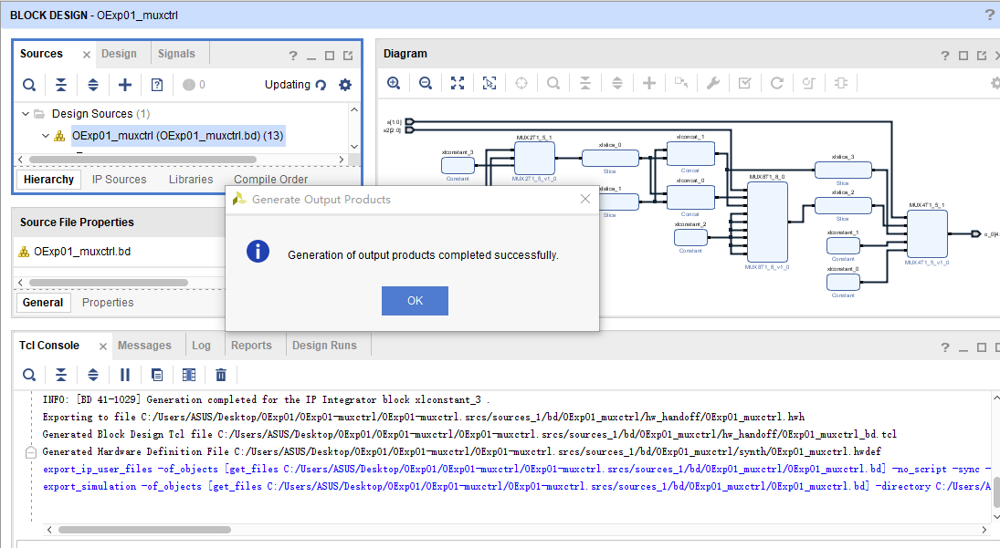 BLOCK DESIGN - OExp01_muxctrl
?
Sources × Design Signals ? _
Updating
0
Design Sources (1)
OExp01_muxctrl (OExp01_muxctrl.bd) (13)
Hierarchy IP Sources Libraries Compile Order
Source File Properties
OExp01_muxctrl.bd
General Properties
Diagram ?
s[1:0]
s2[2:0]
xlconstant_3
Constant
MUX2T1_5_1
MUX2T1_5_v1_0
xlslice_0
Slice
xlslice_1
Slice
xlconcat_1
Concat
xlconcat_0
Concat
xlconstant_2
Constant
MUX8T1_8_0
MUX8T1_8_v1_0
xlslice_3
Slice
xlslice_2
Slice
xlconstant_1
Constant
xlconstant_0
Constant
MUX4T1_5_1
MUX4T1_5_v1_0
o_0[4:
Generate Output Products
Generation of output products completed successfully.
OK
Tcl Console × Messages Log Reports Design Runs ? _
INFO: [BD 41-1029] Generation completed for the IP Integrator block xlconstant_3 .
Exporting to file C:/Users/ASUS/Desktop/OExp01/OExp01-muxctrl/OExp01-muxctrl.srcs/sources_1/bd/OExp01_muxctrl/hw_handoff/OExp01_muxctrl.hwh
Generated Block Design Tcl file C:/Users/ASUS/Desktop/OExp01/OExp01-muxctrl/OExp01-muxctrl.srcs/sources_1/bd/OExp01_muxctrl/hw_handoff/OExp01_muxctrl_bd.tcl
Generated Hardware Definition File C:/Users/ASUS/Desktop/OExp01/OExp01-muxctrl/OExp01-muxctrl.srcs/sources_1/bd/OExp01_muxctrl/synth/OExp01_muxctrl.hwdef
export_ip_user_files -of_objects [get_files C:/Users/ASUS/Desktop/OExp01/OExp01-muxctrl/OExp01-muxctrl.srcs/sources_1/bd/OExp01_muxctrl/OExp01_muxctrl.bd] -no_script -sync -
export_simulation -of_objects [get_files C:/Users/ASUS/Desktop/OExp01/OExp01-muxctrl/OExp01-muxctrl.srcs/sources_1/bd/OExp01_muxctrl/OExp01_muxctrl.bd] -directory C:/Users/A